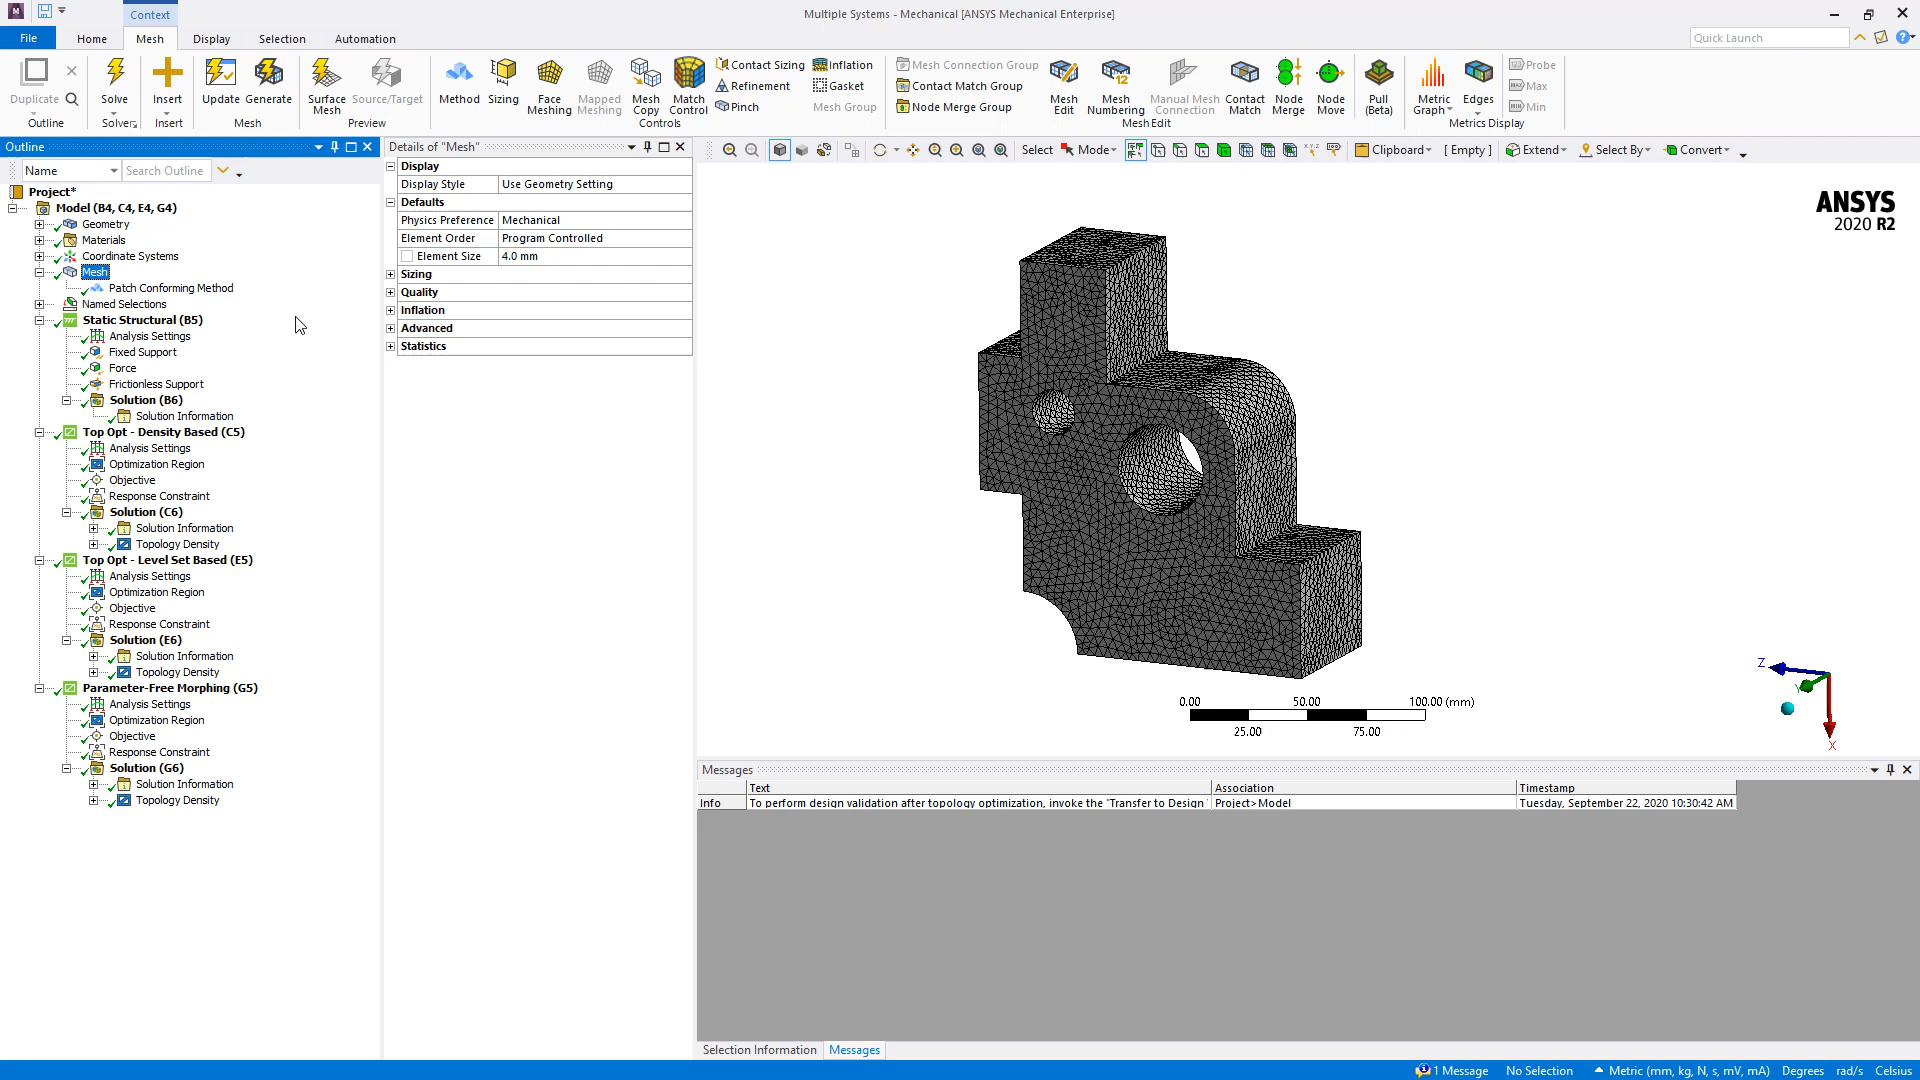 Context
Multiple Systems - Mechanical [ANSYS Mechanical Enterprise]
File Home Mesh Display Selection Automation
Quick Launch
Duplicate
Outline
Solve
Solver
Insert
Insert
Update Generate
Mesh
Surface Mesh
Source/Target
Preview
Method Sizing
Face Meshing
Mapped Meshing
Mesh Copy
Match Control
Contact Sizing
Refinement
Pinch
Inflation
Gasket
Mesh Group
Controls
Mesh Connection Group
Contact Match Group
Node Merge Group
Mesh Edit
Mesh Numbering
Manual Mesh Connection
Contact Match
Node Merge
Node Move
Mesh Edit
Pull (Beta)
Metric Graph
Edges
Probe
Max
Min
Metrics Display
Outline
Name Search Outline
Project*
Model (B4, C4, E4, G4)
Geometry
Materials
Coordinate Systems
Mesh
Patch Conforming Method
Named Selections
Static Structural (B5)
Analysis Settings
Fixed Support
Force
Frictionless Support
Solution (B6)
Solution Information
Top Opt - Density Based (C5)
Analysis Settings
Optimization Region
Objective
Response Constraint
Solution (C6)
Solution Information
Topology Density
Top Opt - Level Set Based (E5)
Analysis Settings
Optimization Region
Objective
Response Constraint
Solution (E6)
Solution Information
Topology Density
Parameter-Free Morphing (G5)
Analysis Settings
Optimization Region
Objective
Response Constraint
Solution (G6)
Solution Information
Topology Density
Details of "Mesh"
Display
Display Style Use Geometry Setting
Defaults
Physics Preference Mechanical
Element Order Program Controlled
Element Size 4.0 mm
Sizing
Quality
Inflation
Advanced
Statistics
Select Mode Clipboard [ Empty ] Extend Select By Convert
ANSYS
2020 R2
0.00 50.00 100.00 (mm)
25.00 75.00
Z
Y
X
Messages
Text Association Timestamp
Info To perform design validation after topology optimization, invoke the 'Transfer to Design Project>Model Tuesday, September 22, 2020 10:30:42 AM
Selection Information Messages
1 Message No Selection Metric (mm, kg, N, s, mV, mA) Degrees rad/s Celsius